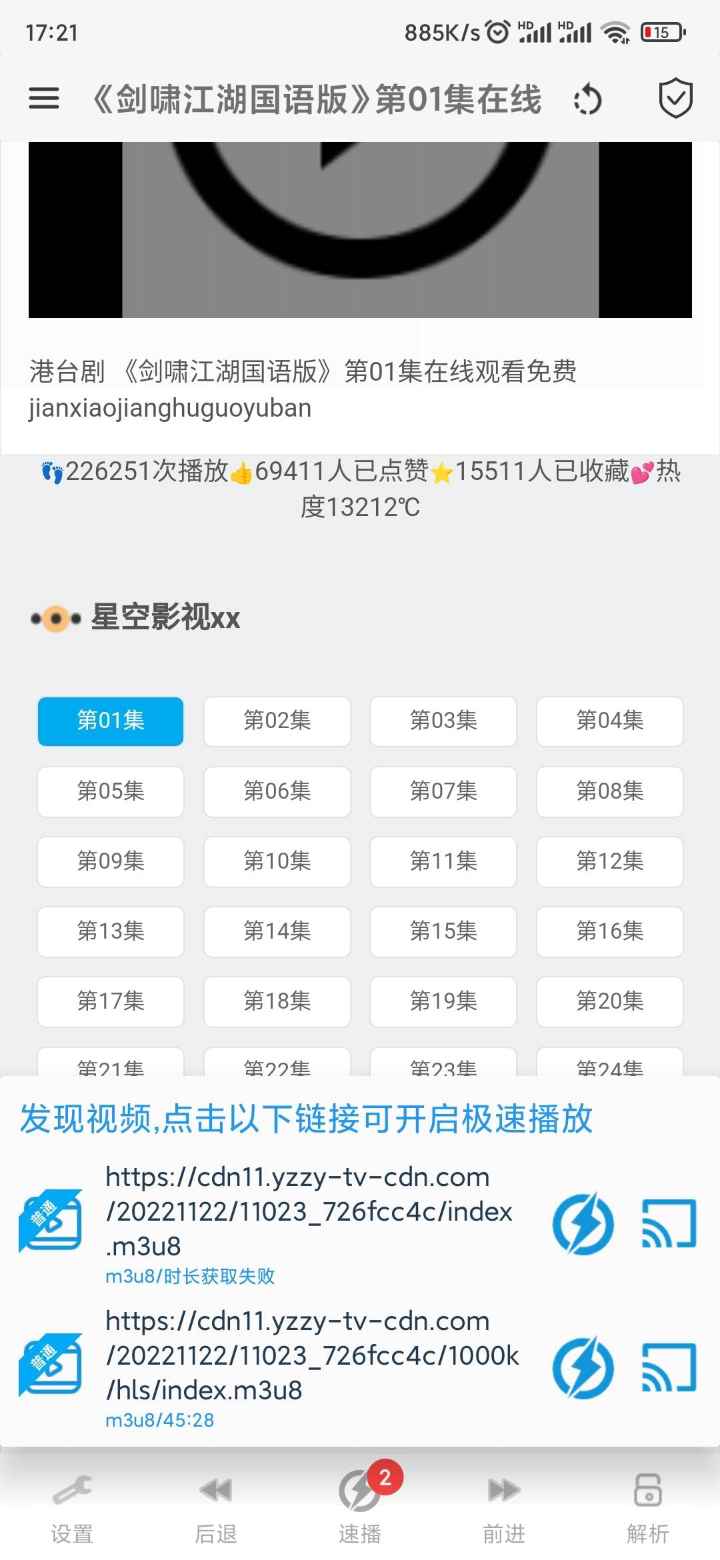 17:21
885K/s HD HD 15
《剑啸江湖国语版》第01集在线
港台剧 《剑啸江湖国语版》第01集在线观看免费
jianxiaojianghuguoyuban
👣226251次播放👍69411人已点赞⭐15511人已收藏💕热
度13212℃
星空影视xx
第01集 第02集 第03集 第04集
第05集 第06集 第07集 第08集
第09集 第10集 第11集 第12集
第13集 第14集 第15集 第16集
第17集 第18集 第19集 第20集
第21集 第22集 第23集 第24集
发现视频,点击以下链接可开启极速播放
普通
https://cdn11.yzzy-tv-cdn.com
/20221122/11023_726fcc4c/index
.m3u8
m3u8/时长获取失败
普通
https://cdn11.yzzy-tv-cdn.com
/20221122/11023_726fcc4c/1000k
/hls/index.m3u8
m3u8/45:28
2
设置 后退 速播 前进 解析